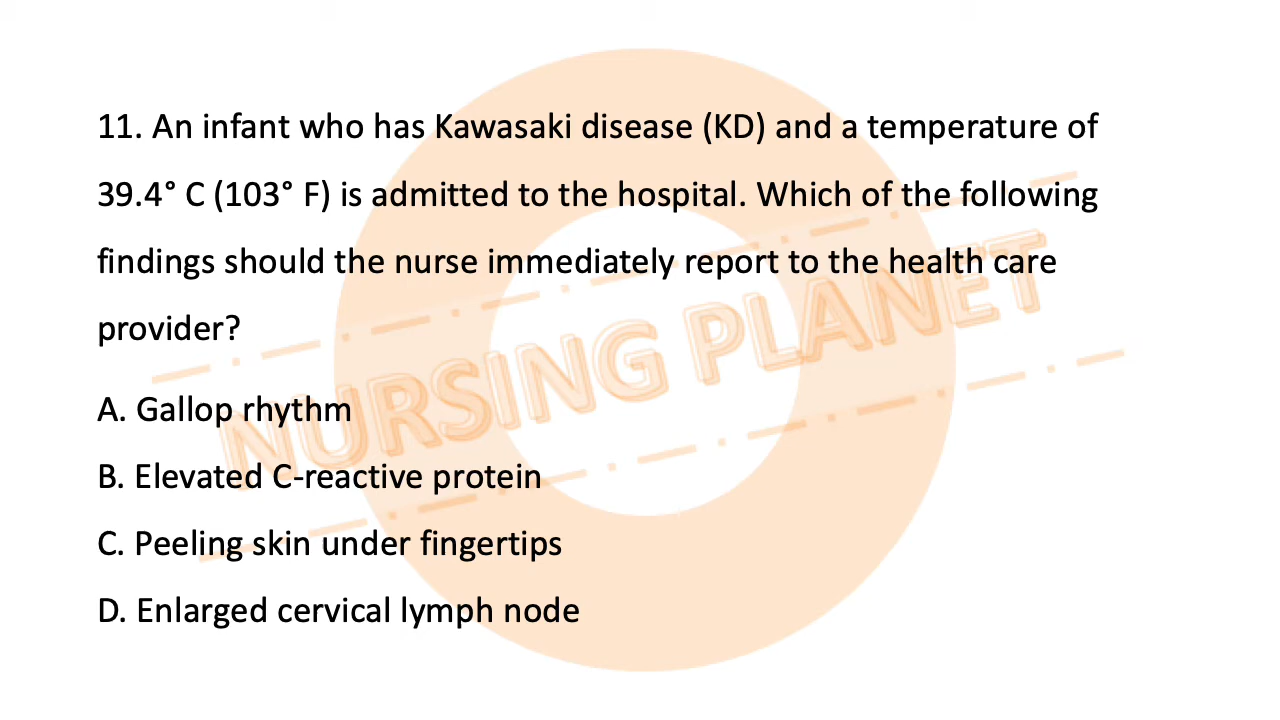 11. An infant who has Kawasaki disease (KD) and a temperature of
39.4° C (103° F) is admitted to the hospital. Which of the following
findings should the nurse immediately report to the health care
provider?
NURSING PLANET
A. Gallop rhythm
B. Elevated C-reactive protein
C. Peeling skin under fingertips
D. Enlarged cervical lymph node